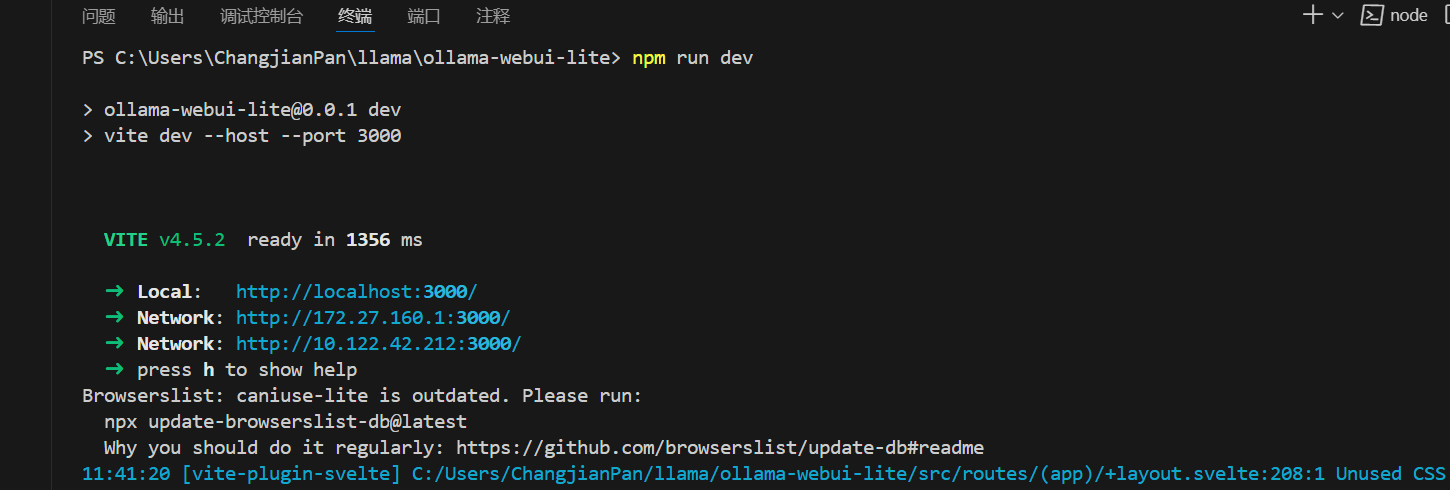 问题 输出 调试控制台 终端 端口 注释 node
PS C:\Users\ChangjianPan\llama\ollama-webui-lite> npm run dev
> ollama-webui-lite@0.0.1 dev
> vite dev --host --port 3000
VITE v4.5.2 ready in 1356 ms
➜ Local: http://localhost:3000/
➜ Network: http://172.27.160.1:3000/
➜ Network: http://10.122.42.212:3000/
➜ press h to show help
Browserslist: caniuse-lite is outdated. Please run:
npx update-browserslist-db@latest
Why you should do it regularly: https://github.com/browserslist/update-db#readme
11:41:20 [vite-plugin-svelte] C:/Users/ChangjianPan/llama/ollama-webui-lite/src/routes/(app)/+layout.svelte:208:1 Unused CSS